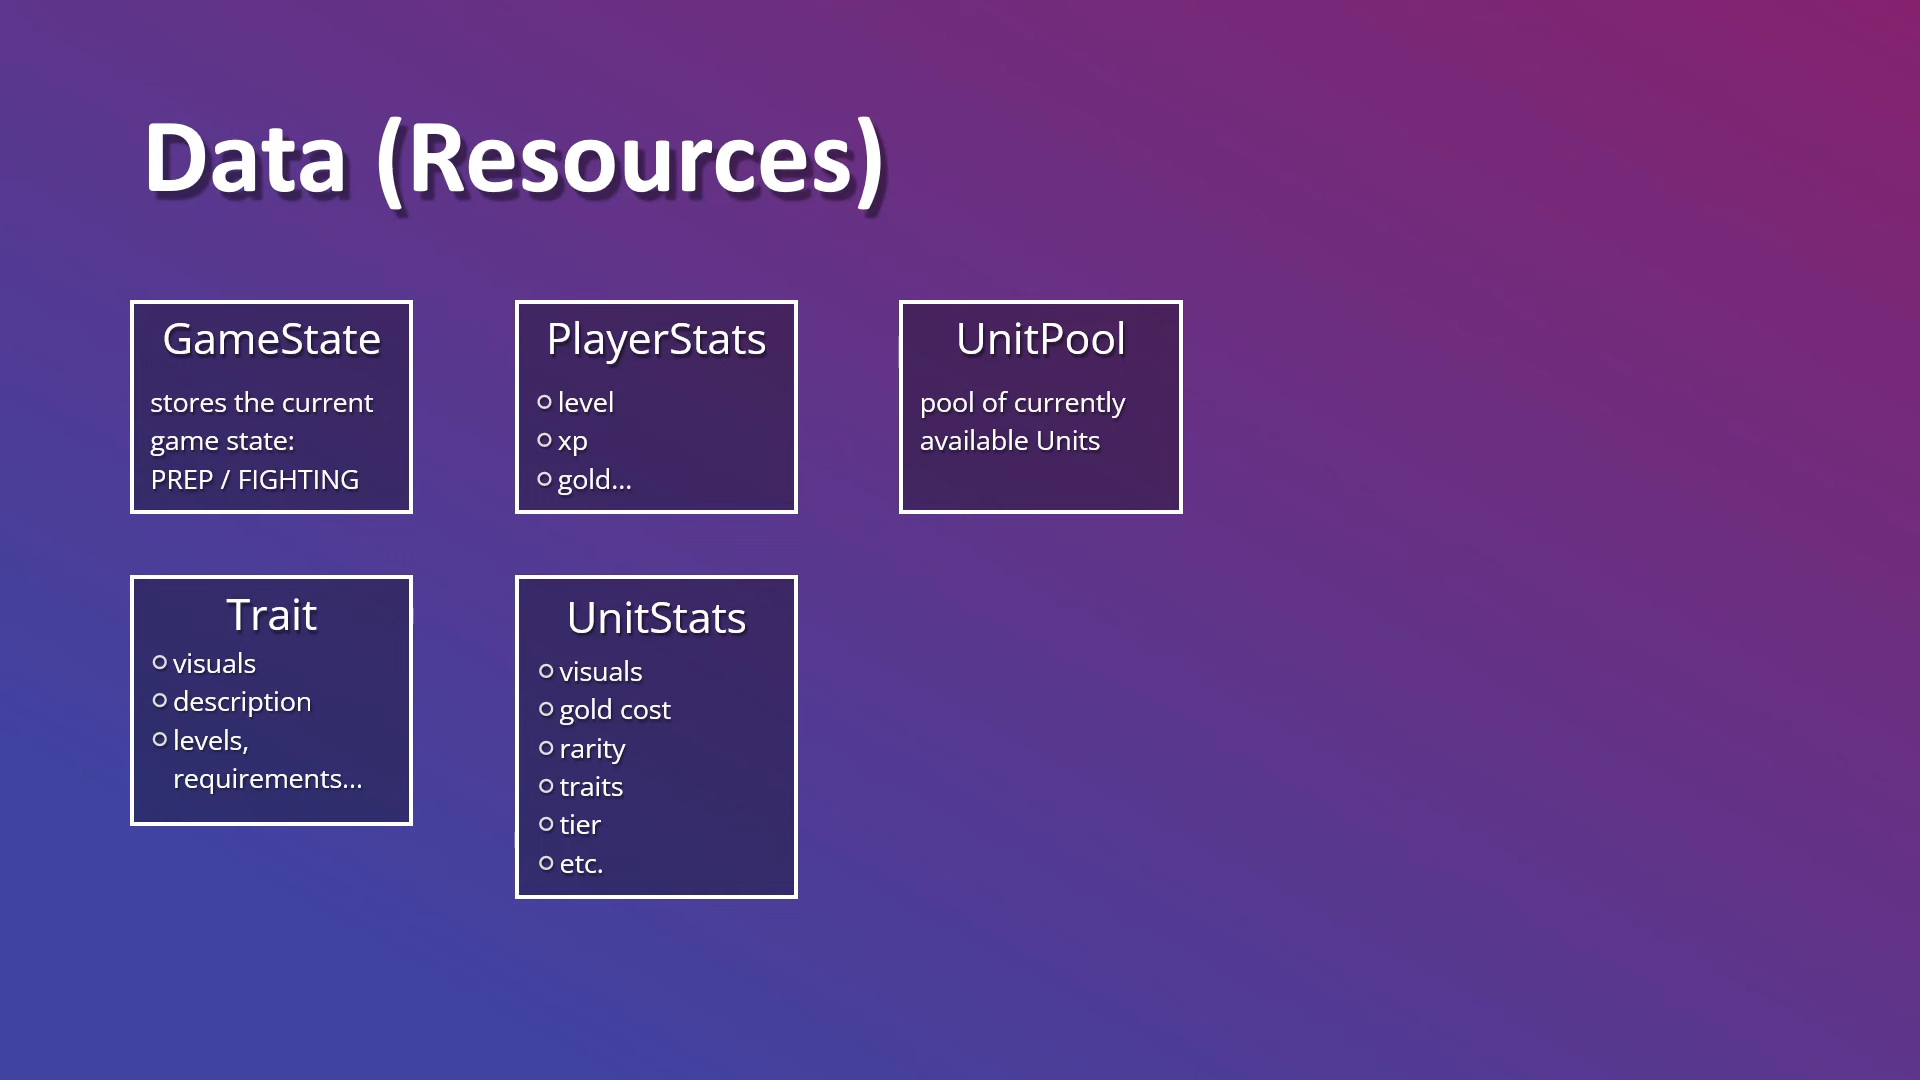 Data (Resources)
GameState
stores the current
game state:
PREP / FIGHTING
PlayerStats
level
xp
gold...
UnitPool
pool of currently
available Units
Trait
visuals
description
levels,
requirements...
UnitStats
visuals
gold cost
rarity
traits
tier
etc.